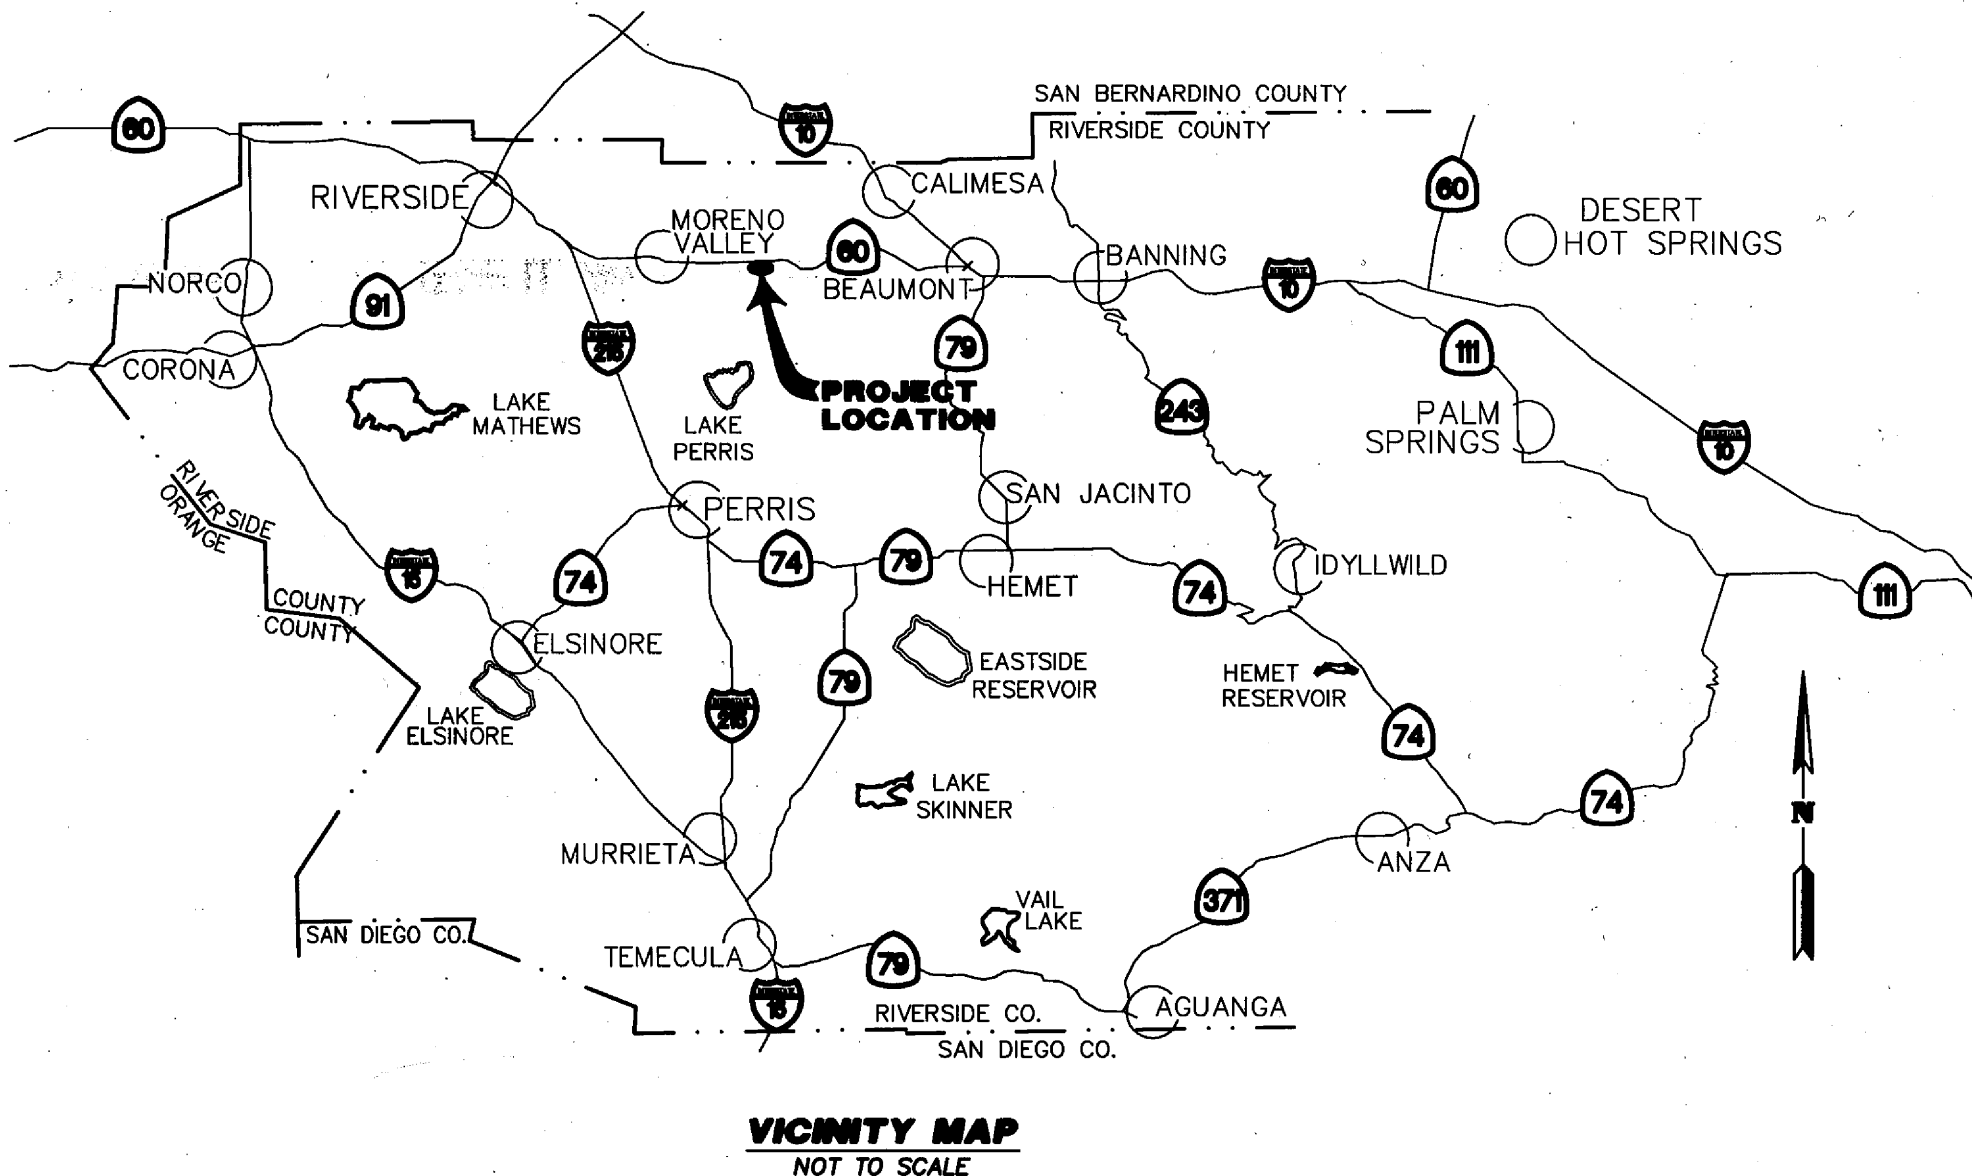 SAN BERNARDINO COUNTY
RIVERSIDE COUNTY
60
10
RIVERSIDE
CALIMESA
60
DESERT
HOT SPRINGS
MORENO
VALLEY
60
BEAUMONT
BANNING
10
NORCO
91
215
79
111
CORONA
LAKE
MATHEWS
LAKE
PERRIS
PROJECT
LOCATION
243
PALM
SPRINGS
10
RIVERSIDE
ORANGE
COUNTY
COUNTY
PERRIS
SAN JACINTO
15
74
74
79
HEMET
74
IDYLLWILD
111
ELSINORE
LAKE
ELSINORE
215
79
EASTSIDE
RESERVOIR
HEMET
RESERVOIR
74
LAKE
SKINNER
74
N
MURRIETA
ANZA
371
VAIL
LAKE
SAN DIEGO CO.
TEMECULA
79
15
RIVERSIDE CO.
SAN DIEGO CO.
AGUANGA
VICINITY MAP
NOT TO SCALE